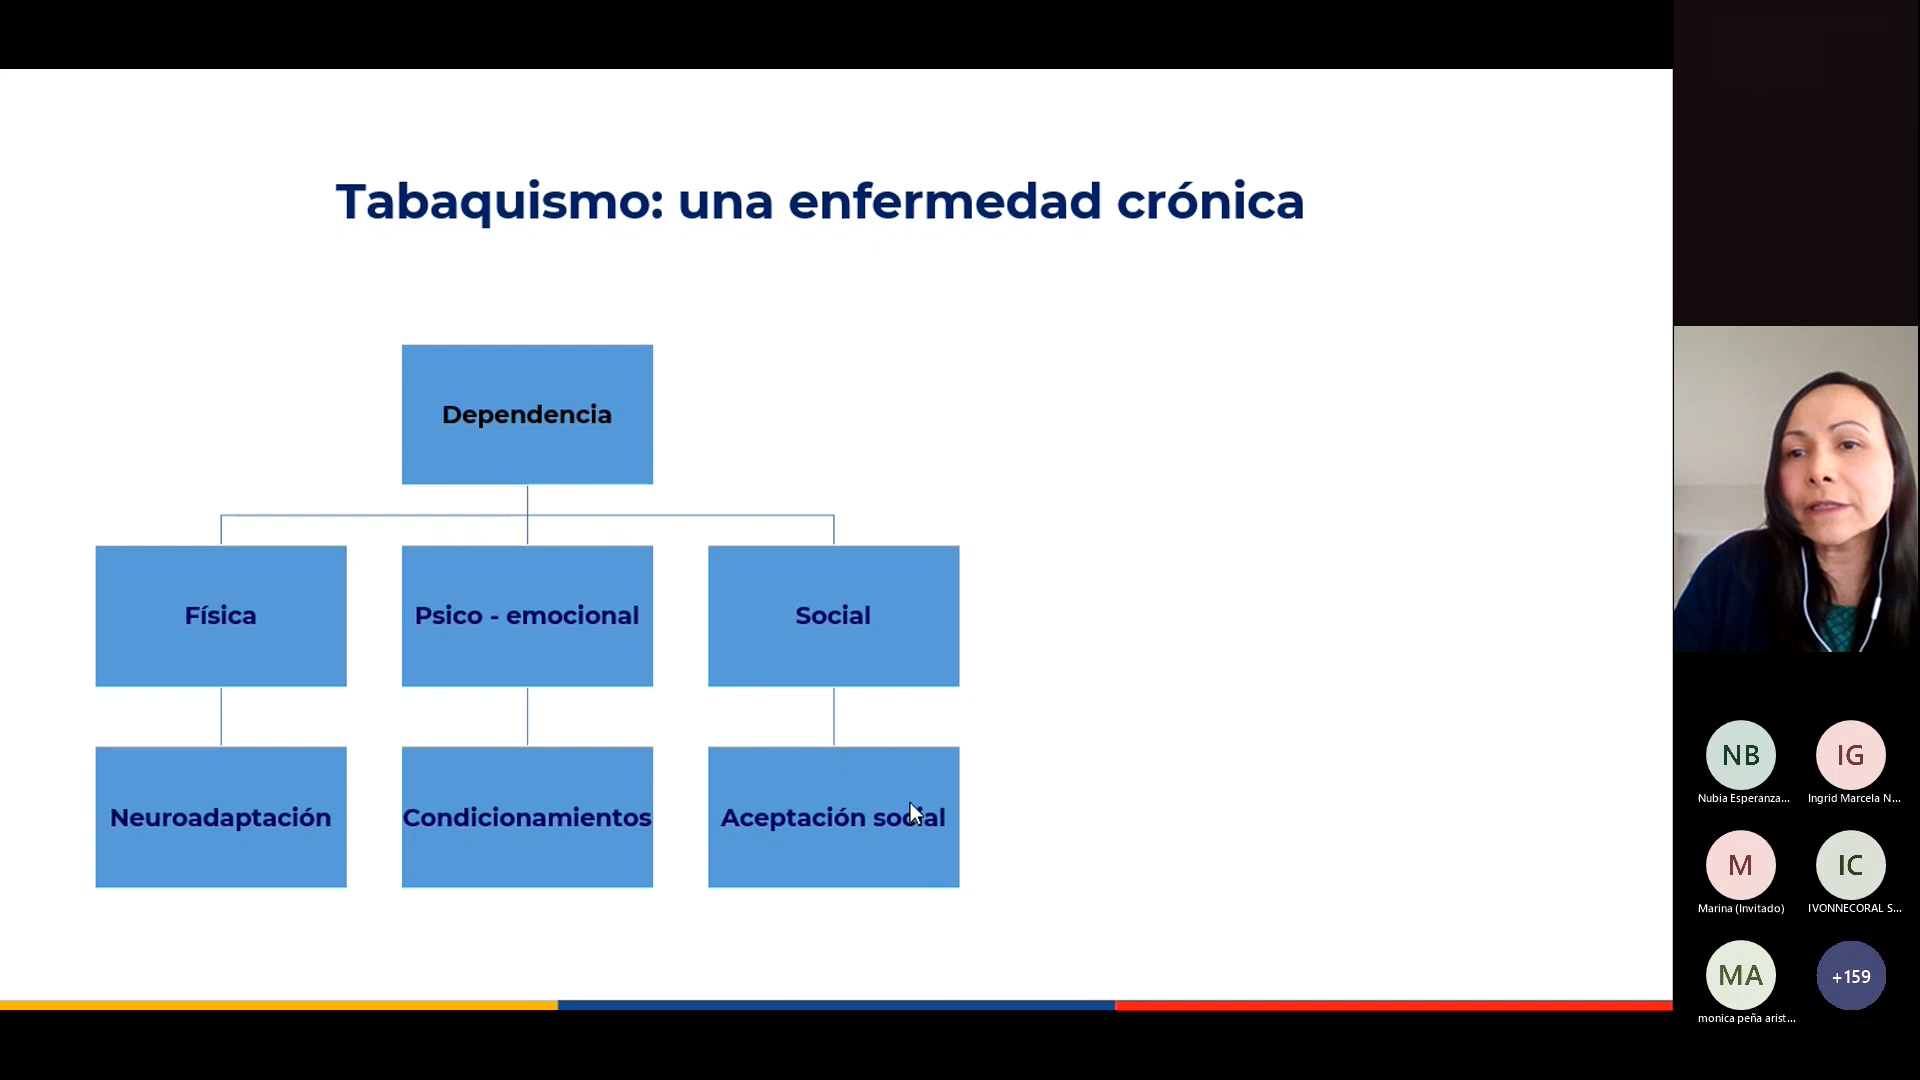 Tabaquismo: una enfermedad crónica
Dependencia
Física
Psico - emocional
Social
Neuroadaptación
Condicionamientos
Aceptación social
NB
IG
Nubia Esperanza...
Ingrid Marcela N...
M
IC
Marina (Invitado)
IVONNECORAL S...
MA
+159
monica peña arist...